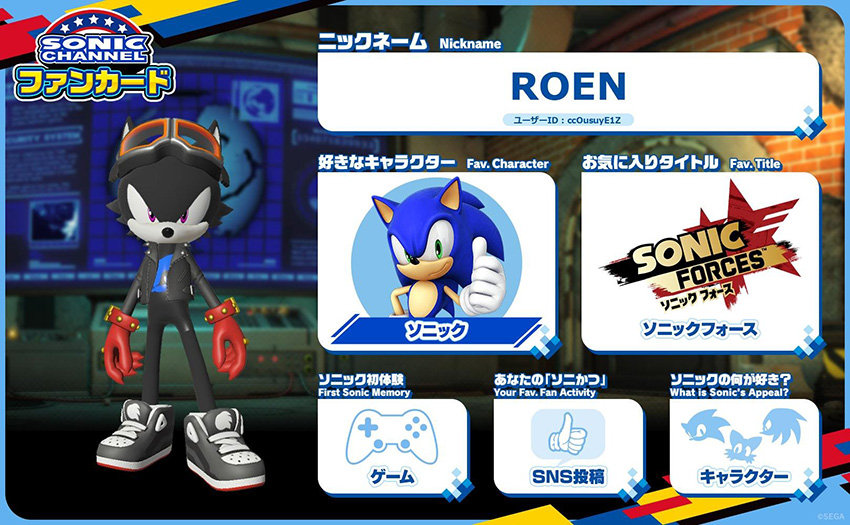 SONIC
CHANNEL
ファンカード
ニックネーム Nickname
ROEN
ユーザーID：ccOusuyE1Z
好きなキャラクター Fav. Character
お気に入りタイトル Fav. Title
SONIC
FORCES™
ソニック フォース
ソニック
ソニックフォース
ソニック初体験
First Sonic Memory
あなたの「ソニかつ」
Your Fav. Fan Activity
ソニックの何が好き？
What is Sonic's Appeal?
ゲーム
SNS投稿
キャラクター
©SEGA